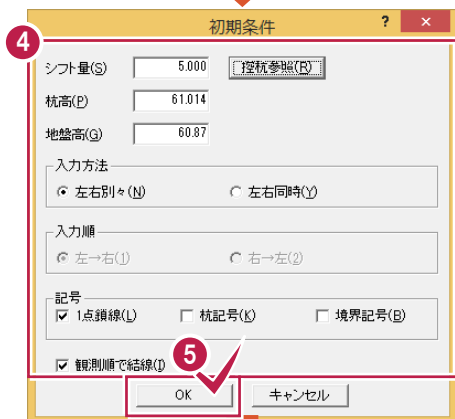 初期条件 ? ×
4
シフト量(S) 5.000 控杭参照(R)
杭高(P) 61.014
地盤高(G) 60.87
入力方法
左右別々(N) 左右同時(Y)
入力順
左→右(1) 右→左(2)
記号
1点鎖線(L) 杭記号(K) 境界記号(B)
観測順で結線(I)
5
OK キャンセル